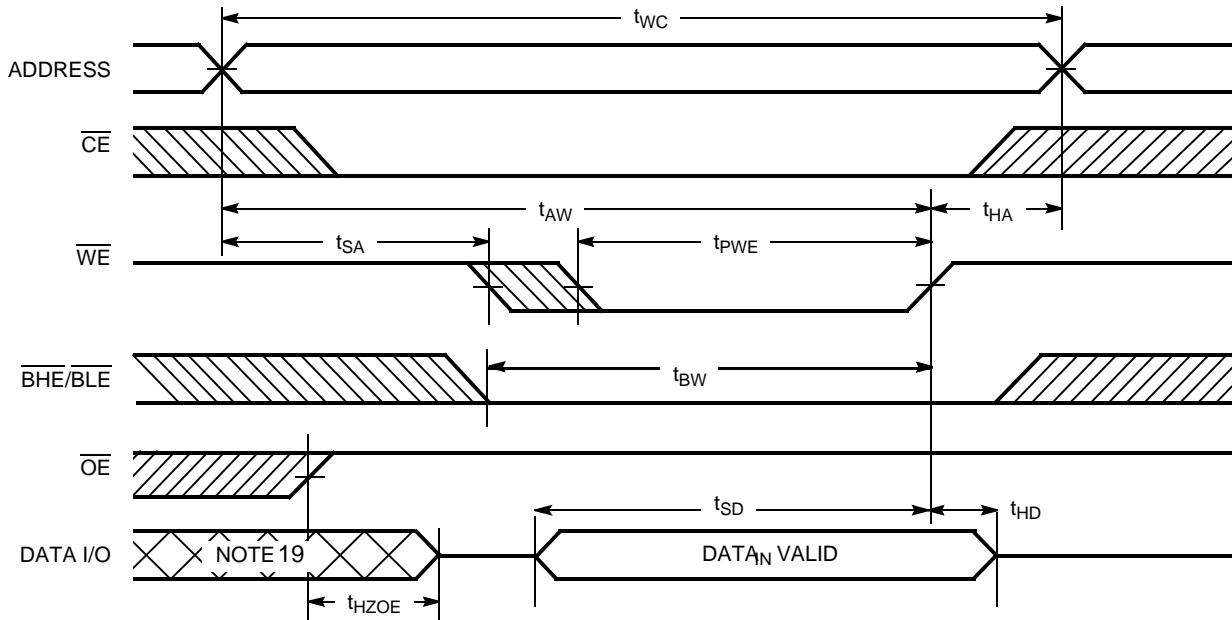 tWC
ADDRESS
CE
tAW
tHA
tSA
tPWE
WE
BHE/BLE
tBW
OE
tSD
tHD
DATA I/O
NOTE 19
DATAIN VALID
tHZOE